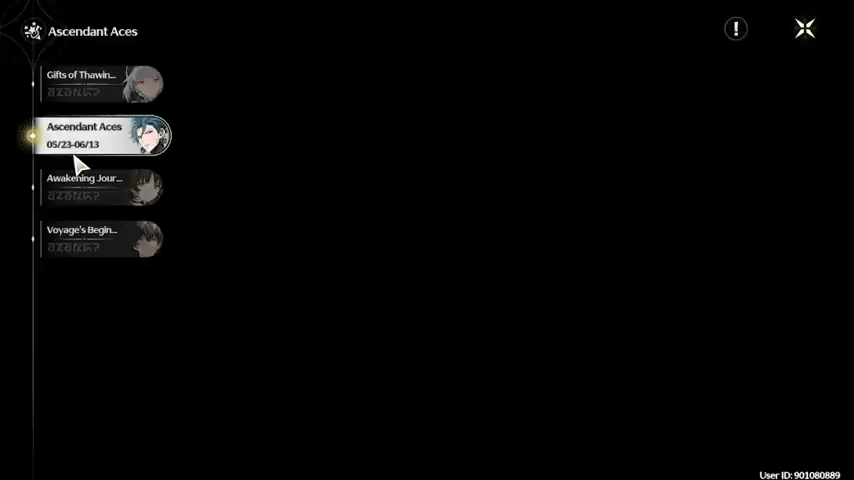 Ascendant Aces
!
Gifts of Thawin...
Ascendant Aces
05/23-06/13
Awakening Jour...
Voyage's Begin...
User ID: 901080889